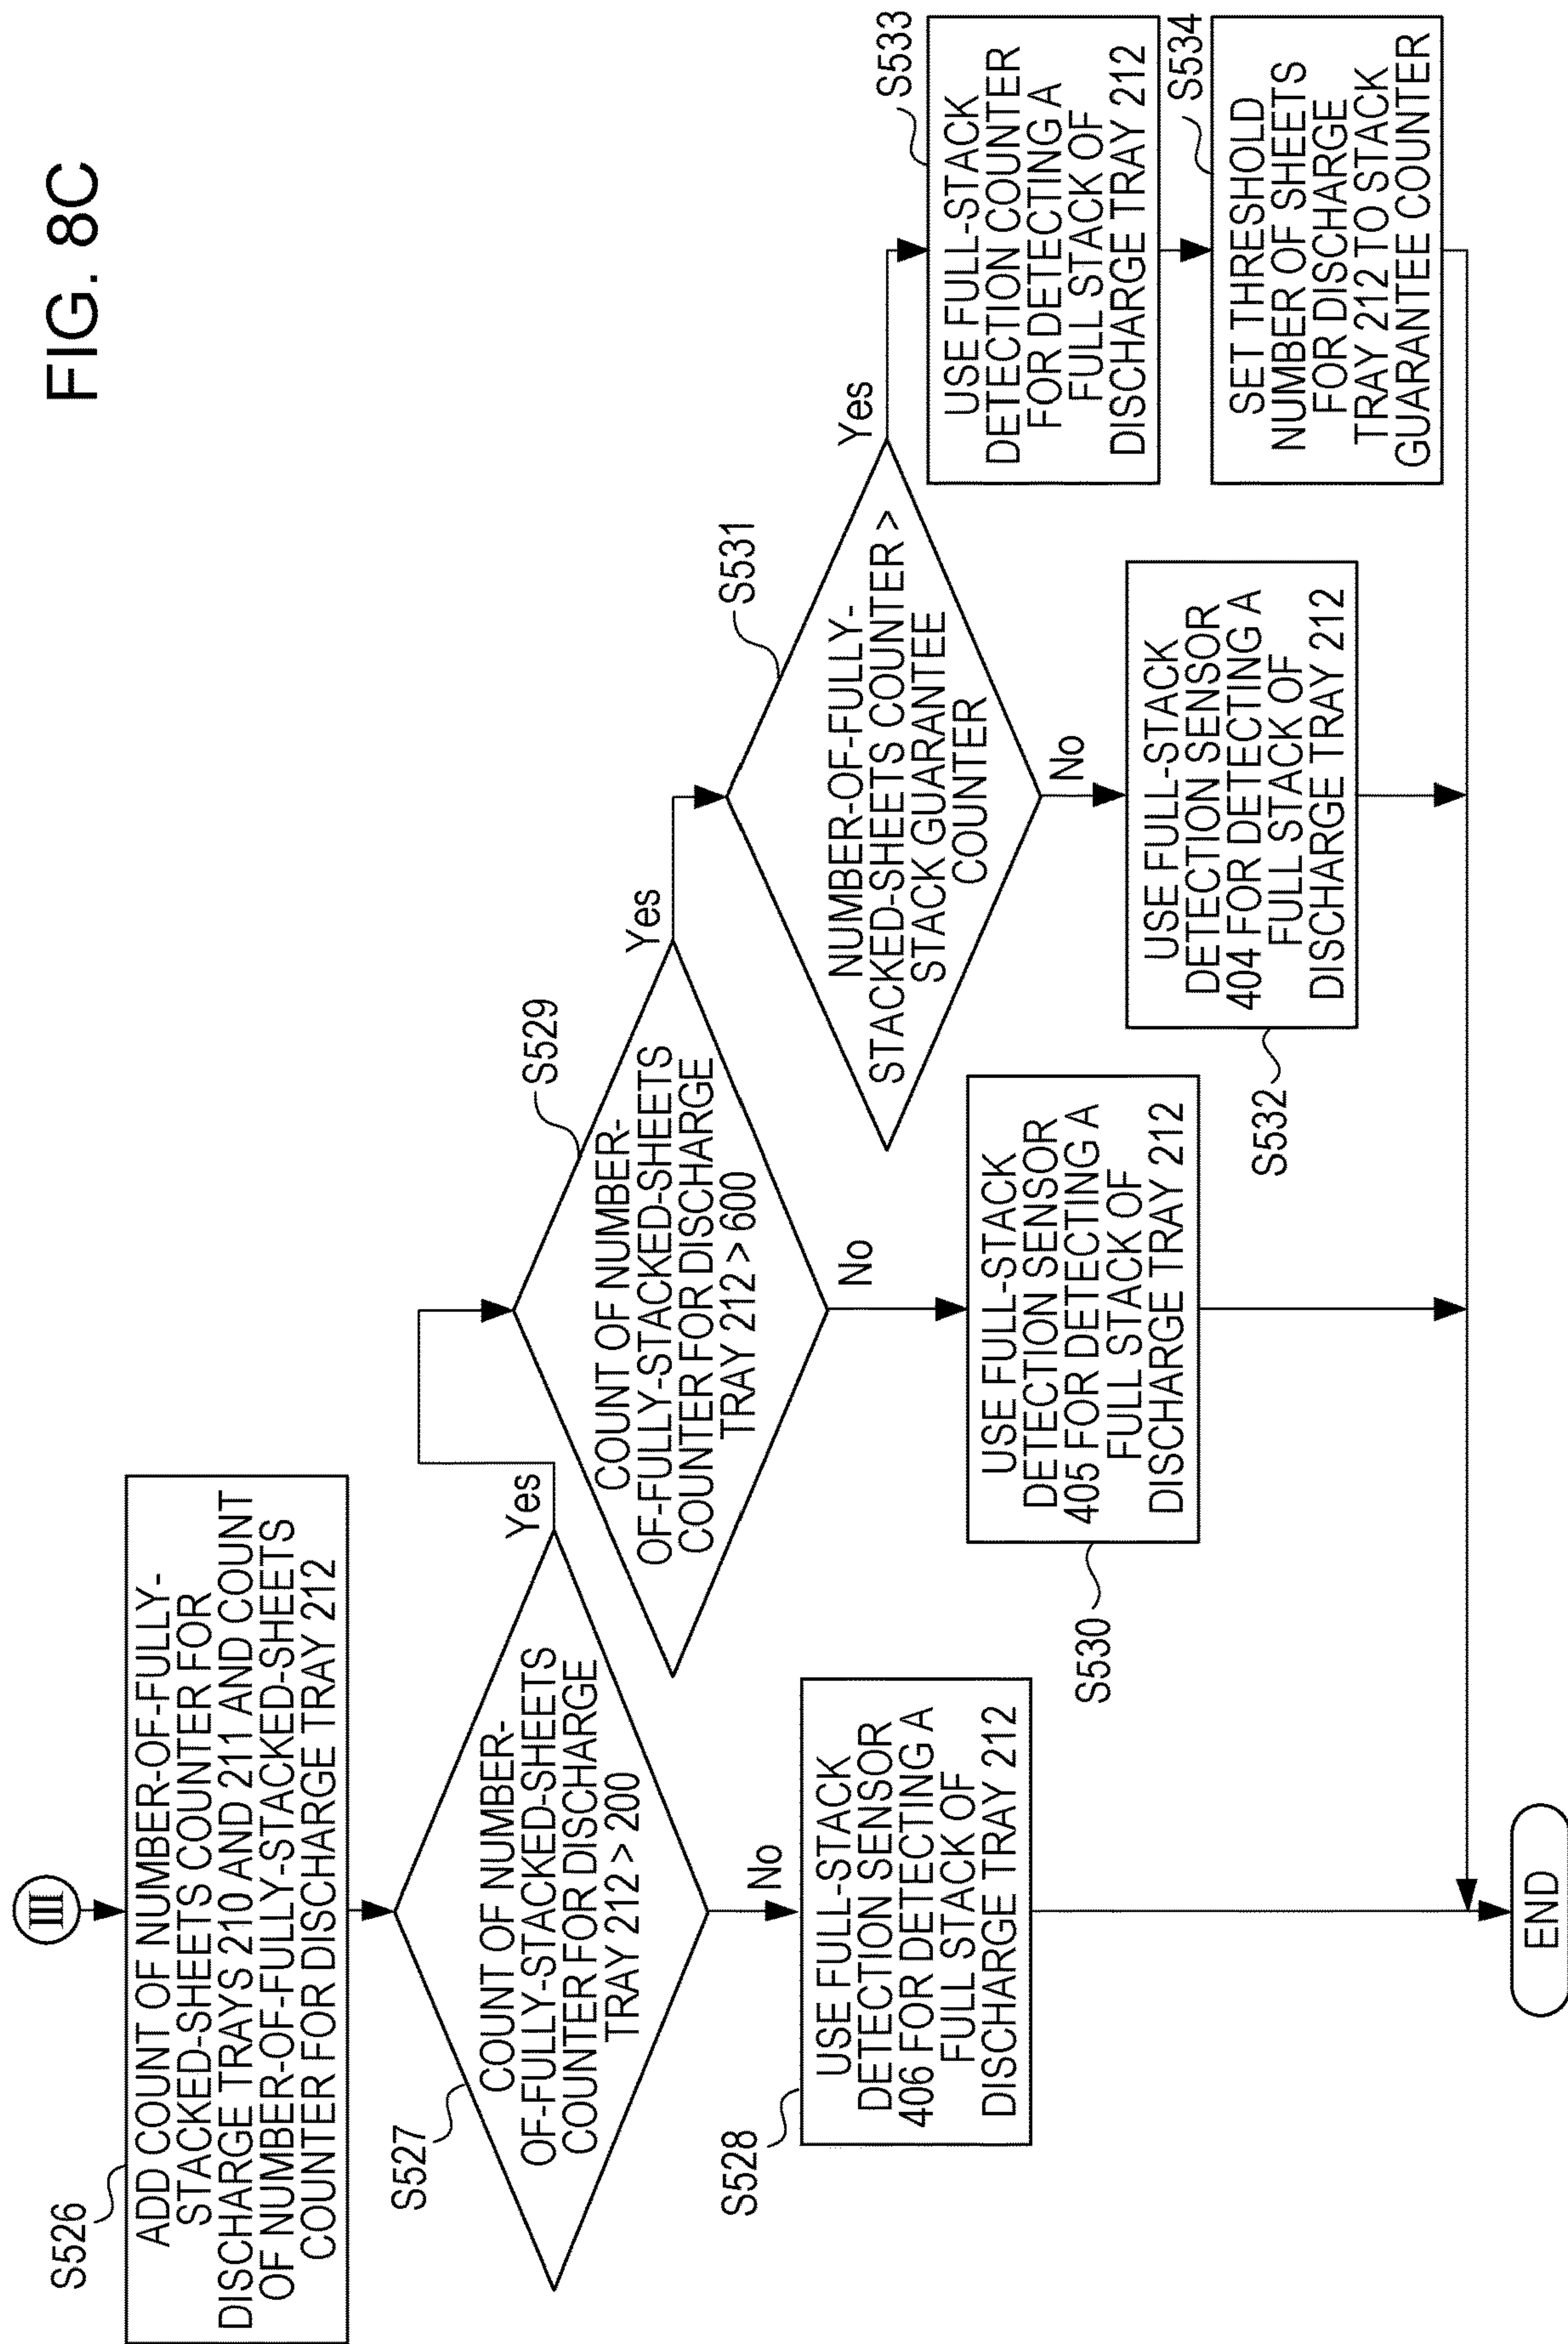 FIG. 8C
III
S526
ADD COUNT OF NUMBER-OF-FULLY-
STACKED-SHEETS COUNTER FOR
DISCHARGE TRAYS 210 AND 211 AND COUNT
OF NUMBER-OF-FULLY-STACKED-SHEETS
COUNTER FOR DISCHARGE TRAY 212
S527
COUNT OF NUMBER-
OF-FULLY-STACKED-SHEETS
COUNTER FOR DISCHARGE
TRAY 212 > 200
Yes
No
S528
USE FULL-STACK
DETECTION SENSOR
406 FOR DETECTING A
FULL STACK OF
DISCHARGE TRAY 212
S529
COUNT OF NUMBER-
OF-FULLY-STACKED-SHEETS
COUNTER FOR DISCHARGE
TRAY 212 > 600
Yes
No
S530
USE FULL-STACK
DETECTION SENSOR
405 FOR DETECTING A
FULL STACK OF
DISCHARGE TRAY 212
S531
NUMBER-OF-FULLY-
STACKED-SHEETS COUNTER >
STACK GUARANTEE
COUNTER
Yes
No
S532
USE FULL-STACK
DETECTION SENSOR
404 FOR DETECTING A
FULL STACK OF
DISCHARGE TRAY 212
S533
USE FULL-STACK
DETECTION COUNTER
FOR DETECTING A
FULL STACK OF
DISCHARGE TRAY 212
S534
SET THRESHOLD
NUMBER OF SHEETS
FOR DISCHARGE
TRAY 212 TO STACK
GUARANTEE COUNTER
END